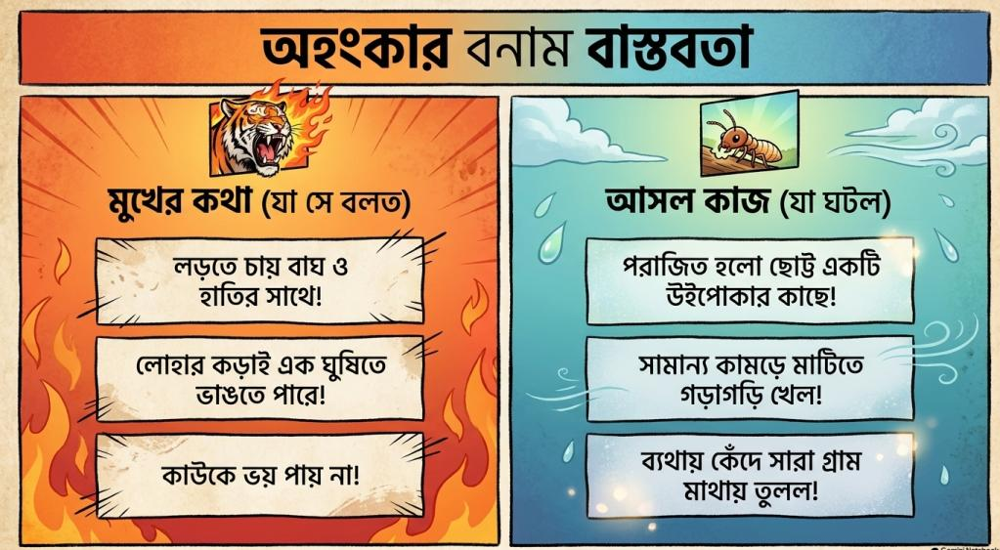 অহংকার বনাম বাস্তবতা
মুখের কথা (যা সে বলত)
লড়তে চায় বাঘ ও
হাতির সাথে!
লোহার কড়াই এক ঘুষিতে
ভাঙতে পারে!
কাউকে ভয় পায় না!
আসল কাজ (যা ঘটল)
পরাজিত হলো ছোট্ট একটি
উইপোকার কাছে!
সামান্য কামড়ে মাটিতে
গড়াগড়ি খেল!
ব্যথায় কেঁদে সারা গ্রাম
মাথায় তুলল!